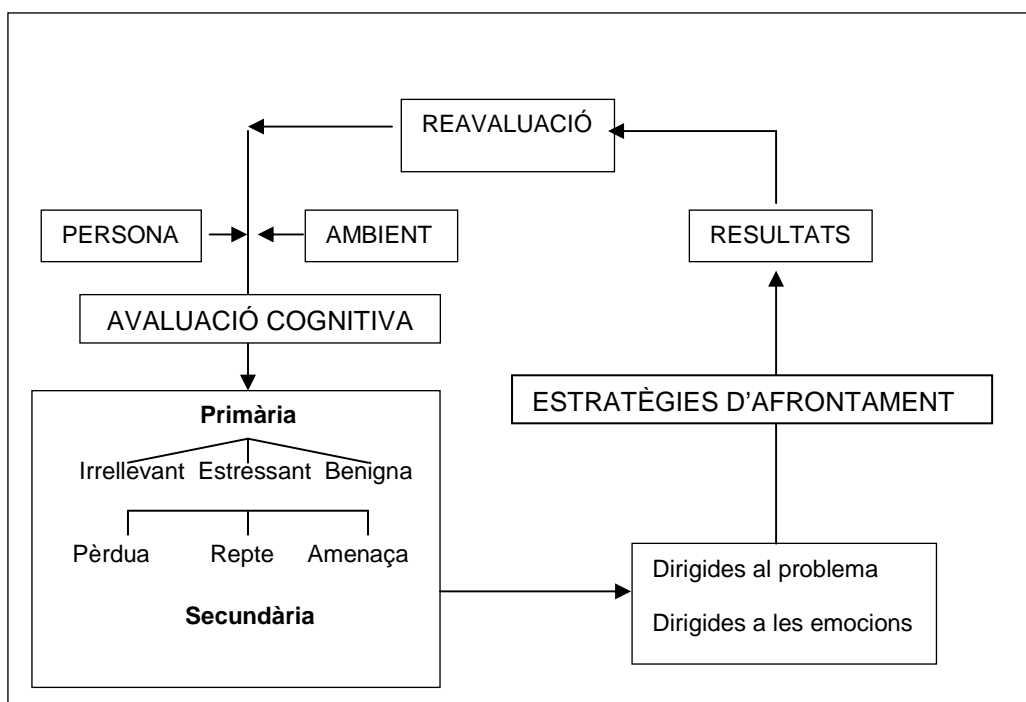 REAVALUACIÓ
PERSONA
AMBIENT
RESULTATS
AVALUACIÓ COGNITIVA
ESTRATÈGIES D'AFRONTAMENT
Primària
Irrellevant Estressant Benigna
Pèrdua Repte Amenaça
Secundària
Dirigides al problema
Dirigides a les emocions